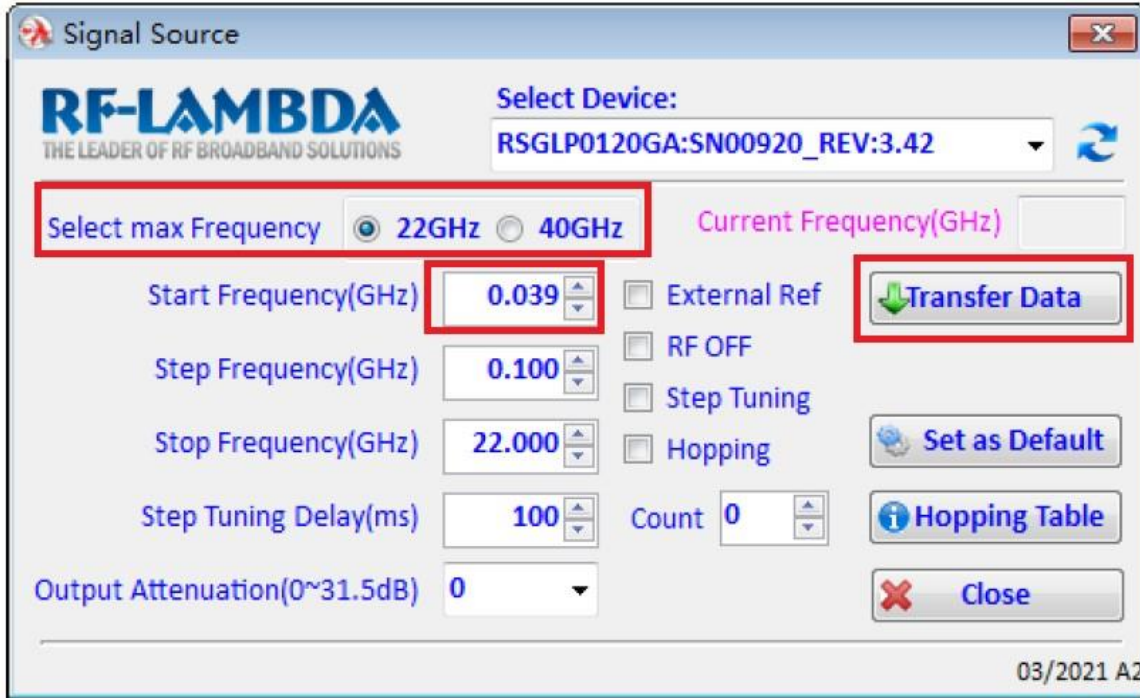 Signal Source
RF-LAMBDA
THE LEADER OF RF BROADBAND SOLUTIONS
Select Device:
RSGLP0120GA:SN00920_REV:3.42
Select max Frequency 22GHz 40GHz
Current Frequency(GHz)
Start Frequency(GHz) 0.039 External Ref Transfer Data
RF OFF
Step Frequency(GHz) 0.100
Step Tuning
Stop Frequency(GHz) 22.000 Hopping Set as Default
Step Tuning Delay(ms) 100 Count 0 Hopping Table
Output Attenuation(0~31.5dB) 0 Close
03/2021 A2